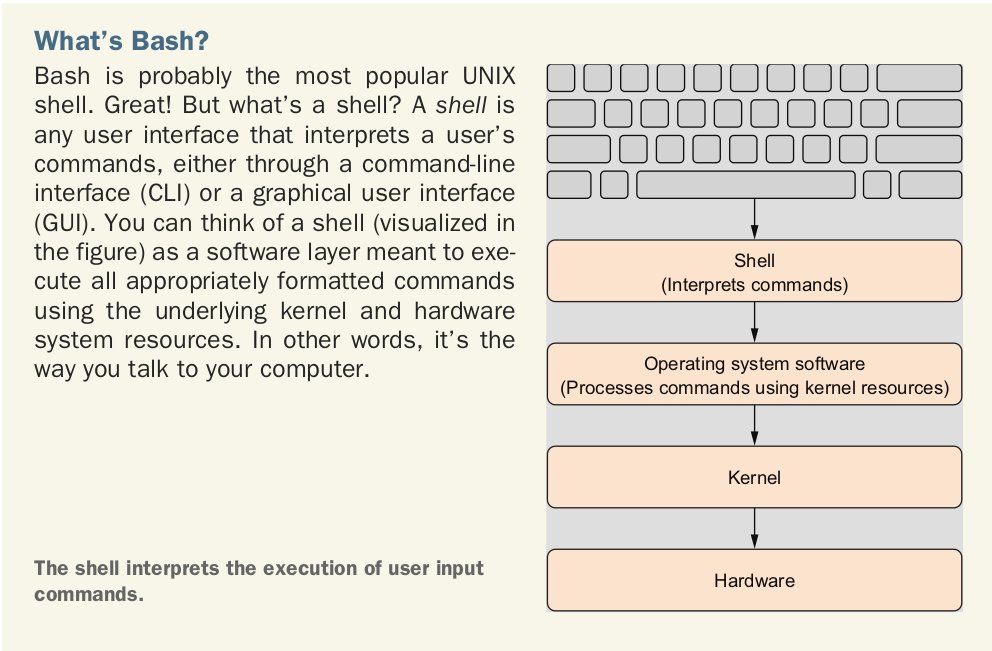 What's Bash?
Bash is probably the most popular UNIX
shell. Great! But what's a shell? A shell is
any user interface that interprets a user's
commands, either through a command-line
interface (CLI) or a graphical user interface
(GUI). You can think of a shell (visualized in
the figure) as a software layer meant to exe-
cute all appropriately formatted commands
using the underlying kernel and hardware
system resources. In other words, it's the
way you talk to your computer.
The shell interprets the execution of user input
commands.
Shell
(Interprets commands)
Operating system software
(Processes commands using kernel resources)
Kernel
Hardware